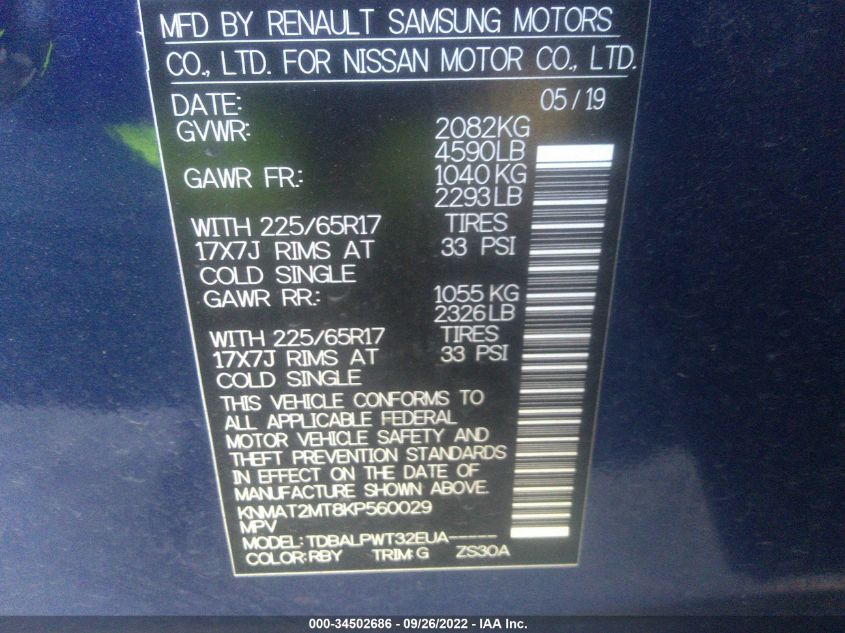 MFD BY RENAULT SAMSUNG MOTORS
CO., LTD. FOR NISSAN MOTOR CO., LTD.
DATE: 05/19
GVWR: 2082KG
4590LB
GAWR FR: 1040 KG
2293LB
WITH 225/65R17 TIRES
17X7J RIMS AT 33 PSI
COLD SINGLE
GAWR RR: 1055 KG
2326LB
WITH 225/65R17 TIRES
17X7J RIMS AT 33 PSI
COLD SINGLE
THIS VEHICLE CONFORMS TO
ALL APPLICABLE FEDERAL
MOTOR VEHICLE SAFETY AND
THEFT PREVENTION STANDARDS
IN EFFECT ON THE DATE OF
MANUFACTURE SHOWN ABOVE.
KNMAT2MT8KP560029
MPV
MODEL: TDBALPWT32EUA-----
COLOR: RBY TRIM: G ZS30A
000-34502686 - 09/26/2022 - IAA Inc.